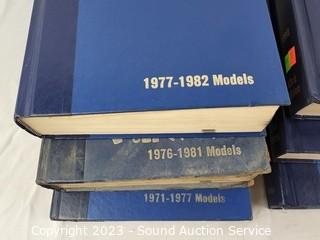 1977-1982 Models
1976-1981 Models
1971-1977 Models
Copyright 2023 - Sound Auction Service